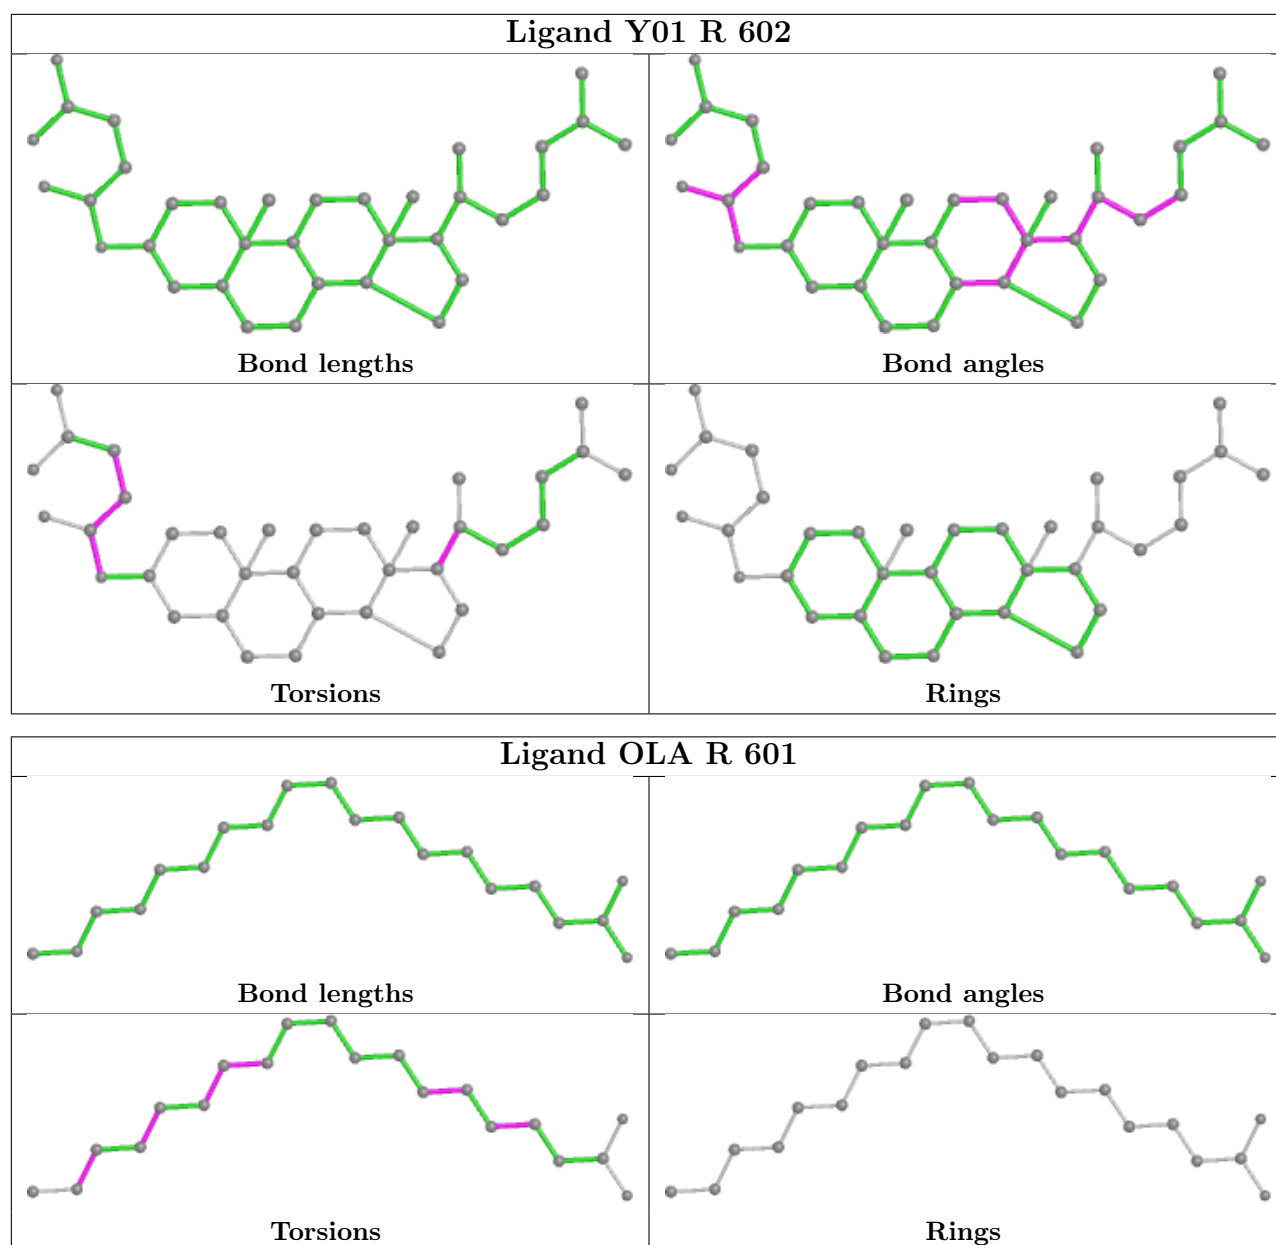 Ligand Y01 R 602
Bond lengths
Bond angles
Torsions
Rings
Ligand OLA R 601
Bond lengths
Bond angles
Torsions
Rings